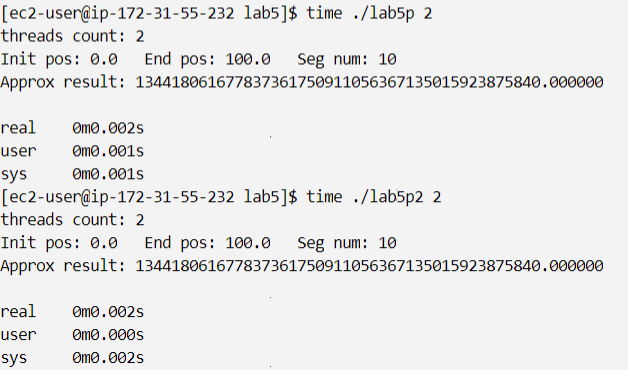 [ec2-user@ip-172-31-55-232 lab5]$ time ./lab5p 2
threads count: 2
Init pos: 0.0   End pos: 100.0   Seg num: 10
Approx result: 134418061677837361750911056367135015923875840.000000
real    0m0.002s
user    0m0.001s
sys     0m0.001s
[ec2-user@ip-172-31-55-232 lab5]$ time ./lab5p2 2
threads count: 2
Init pos: 0.0   End pos: 100.0   Seg num: 10
Approx result: 134418061677837361750911056367135015923875840.000000
real    0m0.002s
user    0m0.000s
sys     0m0.002s